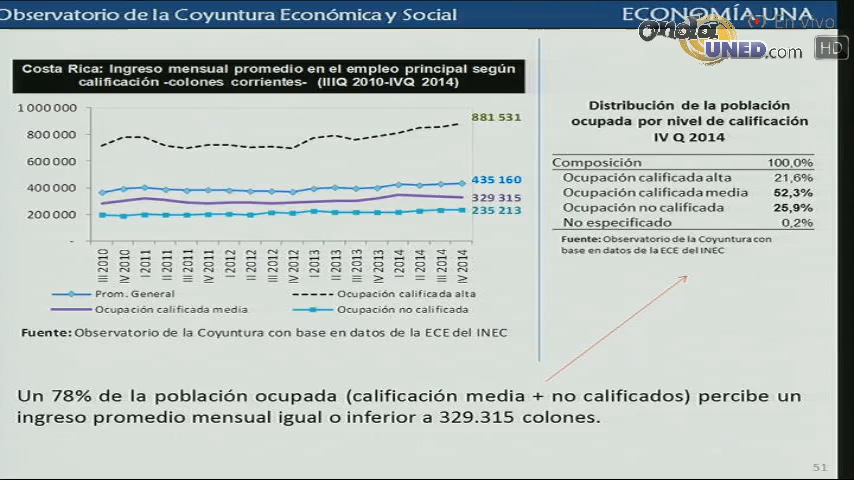 Observatorio de la Coyuntura Económica y Social
ECONOMÍA-UNA
En vivo
Onda
UNED.com
HD
Costa Rica: Ingreso mensual promedio en el empleo principal según
calificación -colones corrientes- (IIIQ 2010-IVQ 2014)
1 000 000
800 000
600 000
400 000
200 000
-
881 531
435 160
329 315
235 213
III 2010
IV 2010
I 2011
II 2011
III 2011
IV 2011
I 2012
II 2012
III 2012
IV 2012
I 2013
II 2013
III 2013
IV 2013
I 2014
II 2014
III 2014
IV 2014
Prom. General
Ocupación calificada alta
Ocupación calificada media
Ocupación no calificada
Fuente: Observatorio de la Coyuntura con base en datos de la ECE del INEC
Distribución de la población
ocupada por nivel de calificación
IV Q 2014
Composición 100,0%
Ocupación calificada alta 21,6%
Ocupación calificada media 52,3%
Ocupación no calificada 25,9%
No especificado 0,2%
Fuente: Observatorio de la Coyuntura con
base en datos de la ECE del INEC
Un 78% de la población ocupada (calificación media + no calificados) percibe un
ingreso promedio mensual igual o inferior a 329.315 colones.
51